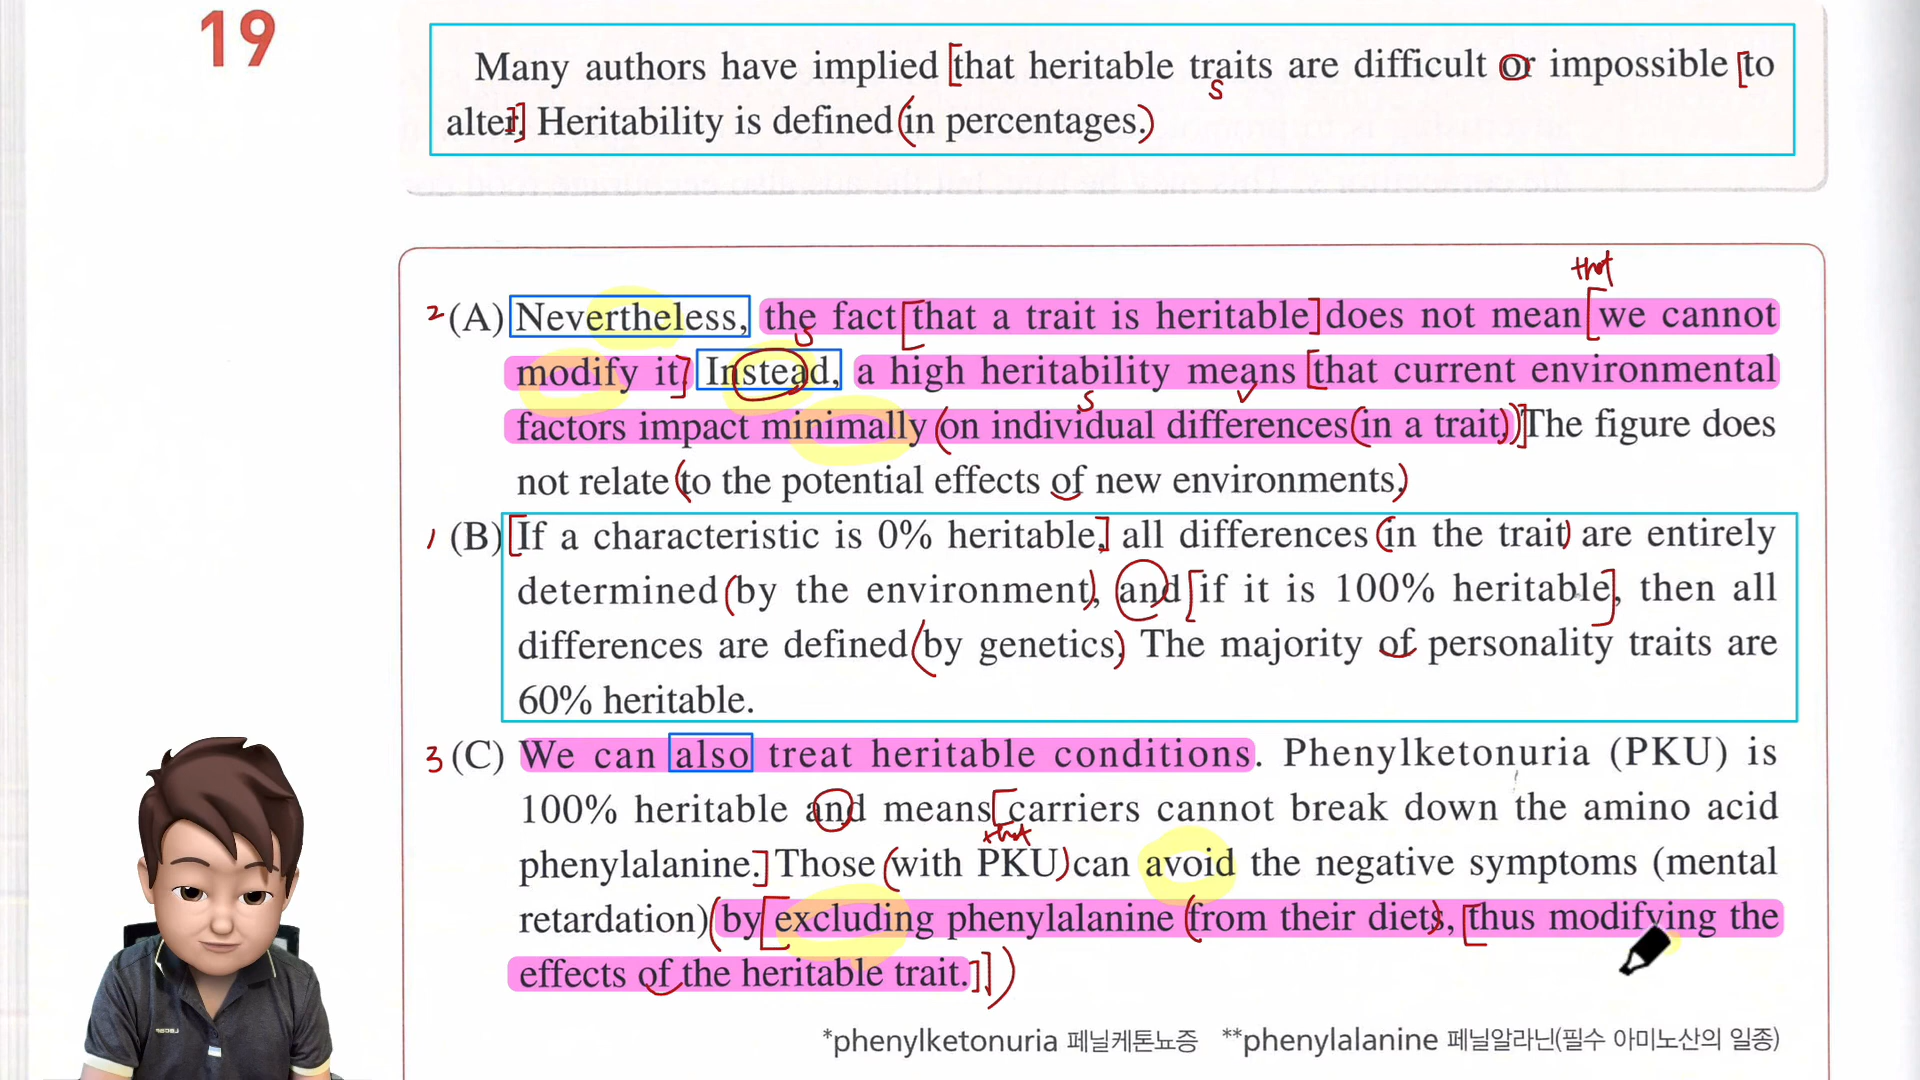 19
Many authors have implied [that heritable traits are difficult or impossible [to
s
alter.]] Heritability is defined (in percentages.)
that
2 (A) Nevertheless, the fact [that a trait is heritable] does not mean [we cannot
s
modify it.] Instead, a high heritability means [that current environmental
s v
factors impact minimally (on individual differences (in a trait.))] The figure does
not relate (to the potential effects of new environments.)
1 (B) [If a characteristic is 0% heritable,] all differences (in the trait) are entirely
determined (by the environment), and [if it is 100% heritable], then all
differences are defined (by genetics.) The majority of personality traits are
60% heritable.
3 (C) We can also treat heritable conditions. Phenylketonuria (PKU) is
100% heritable and means [carriers cannot break down the amino acid
that
phenylalanine.] Those (with PKU) can avoid the negative symptoms (mental
retardation) (by [excluding phenylalanine (from their diets), [thus modifying the
effects of the heritable trait.]])
*phenylketonuria 페닐케톤뇨증 **phenylalanine 페닐알라닌(필수 아미노산의 일종)